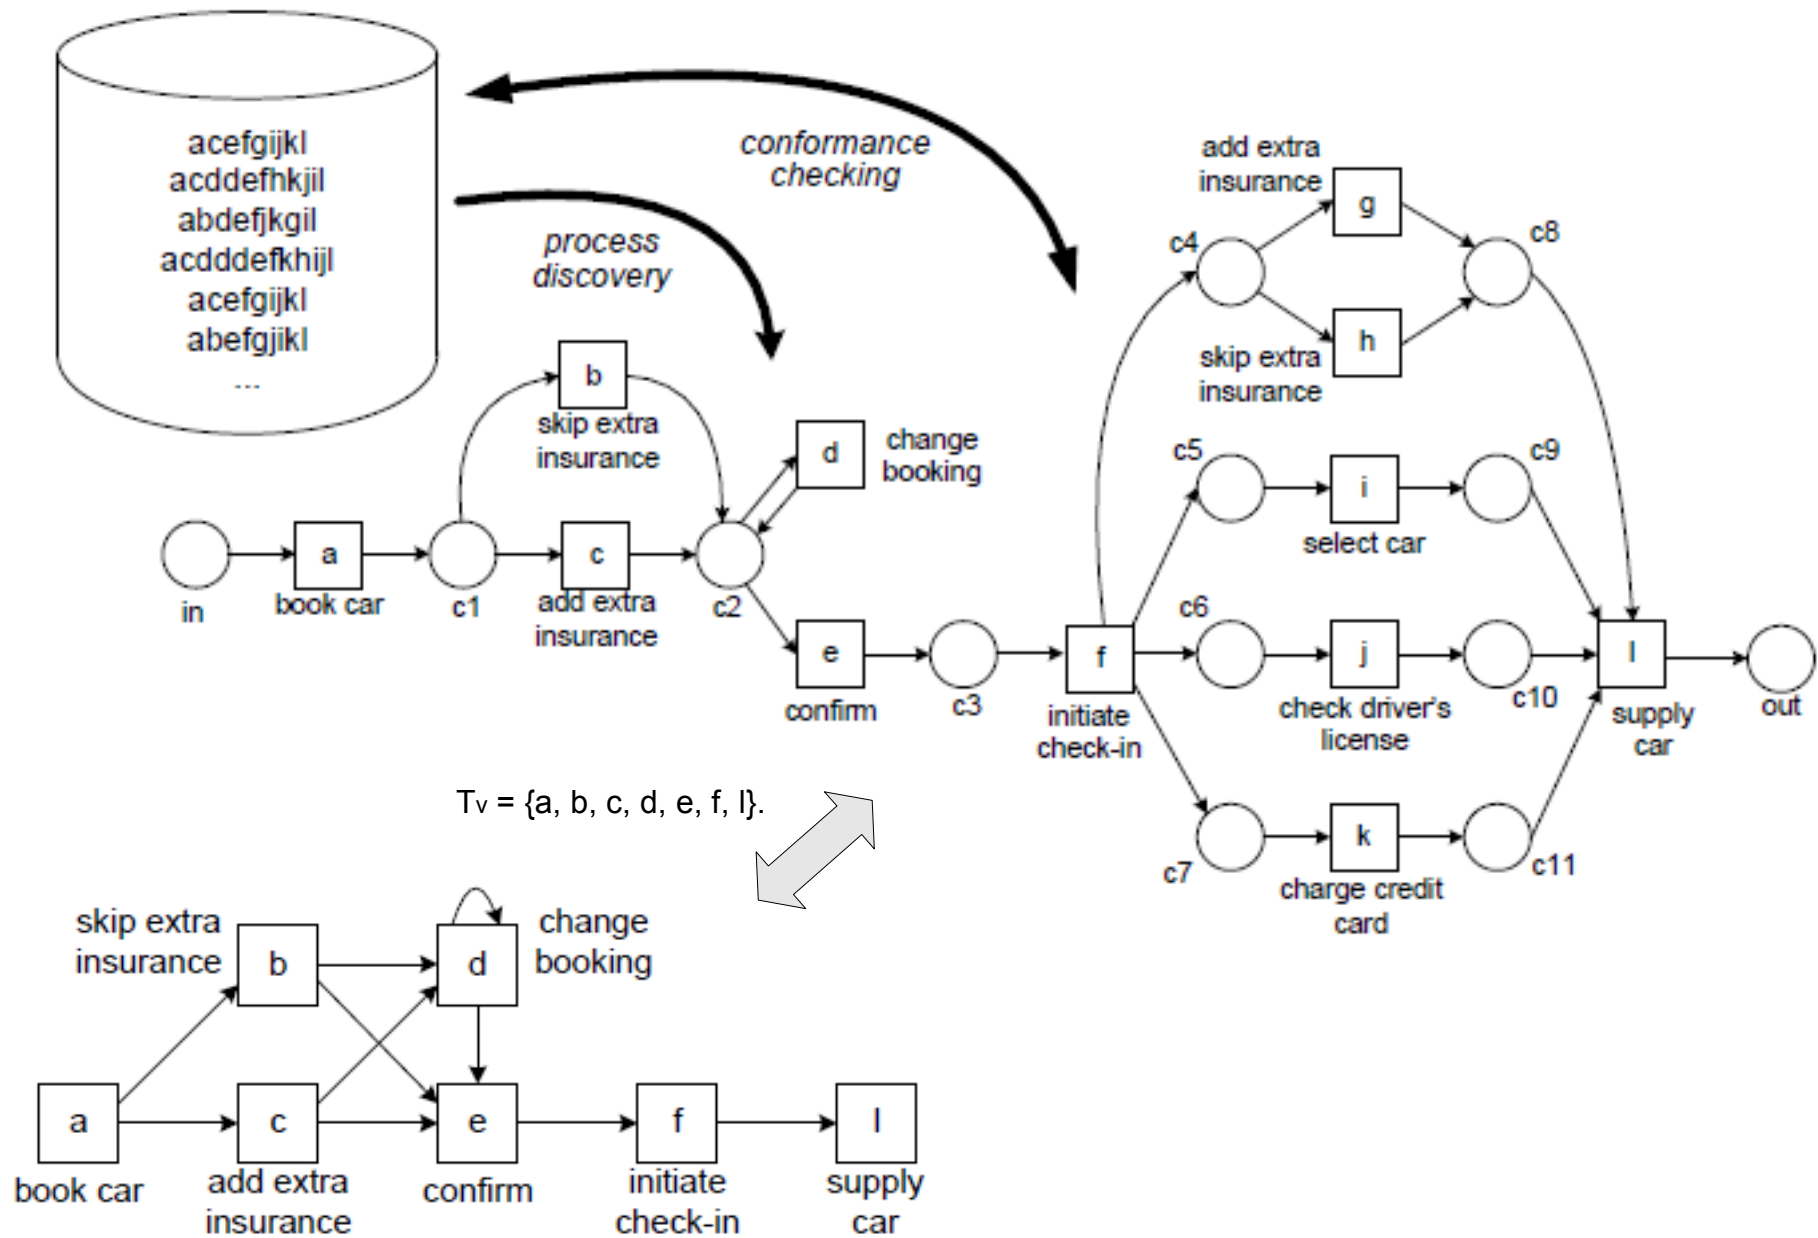 acefgijkl
acddefhkjil
abdefjkgil
acdddefkhijl
acefgijkl
abefgjikl
...
conformance
checking
process
discovery
add extra
insurance
g
c4
c8
h
skip extra
insurance
b
skip extra
insurance
d
change
booking
c5
c9
i
select car
in
a
book car
c1
c
add extra
insurance
c2
e
confirm
c3
f
initiate
check-in
c6
j
check driver's
license
c10
l
supply
car
out
c7
k
charge credit
card
c11
Tv = {a, b, c, d, e, f, l}.
skip extra
insurance
b
d
change
booking
a
book car
c
add extra
insurance
e
confirm
f
initiate
check-in
l
supply
car